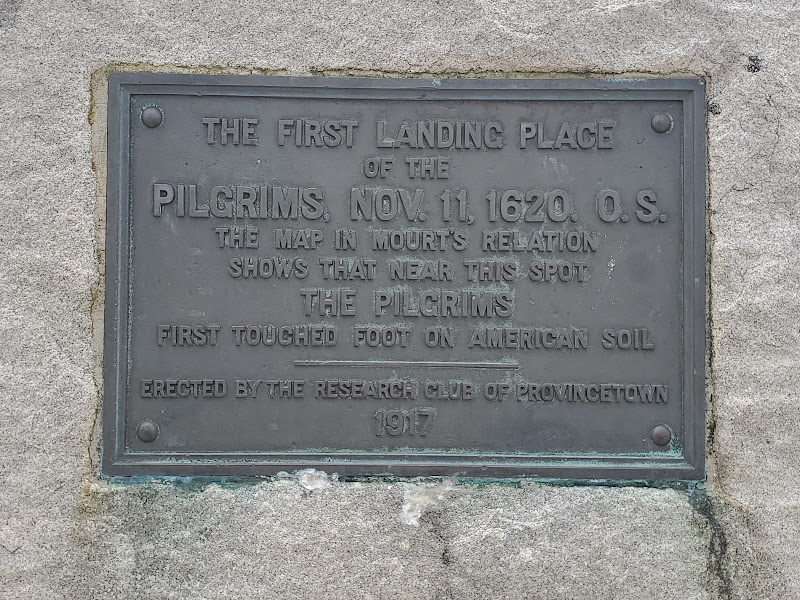 THE FIRST LANDING PLACE
OF THE
PILGRIMS, NOV. 11, 1620. O.S.
THE MAP IN MOURT'S RELATION
SHOWS THAT NEAR THIS SPOT
THE PILGRIMS
FIRST TOUCHED FOOT ON AMERICAN SOIL
ERECTED BY THE RESEARCH CLUB OF PROVINCETOWN
1917